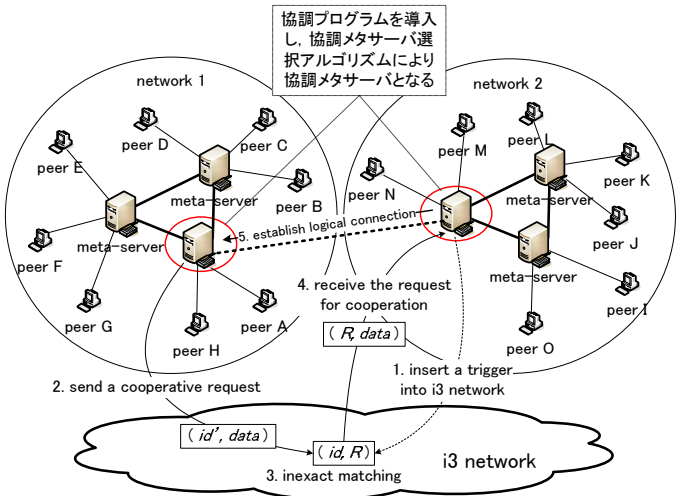 協調プログラムを導入
し, 協調メタサーバ選
択アルゴリズムにより
協調メタサーバとなる
network 1
network 2
peer D
peer C
peer E
peer B
meta-server
meta-server
peer F
peer G
peer H
peer A
peer M
peer L
peer N
peer K
meta-server
meta-server
peer J
peer I
peer O
5. establish logical connection
4. receive the request
for cooperation
( R, data )
1. insert a trigger
into i3 network
2. send a cooperative request
( id’, data )
( id, R )
3. inexact matching
i3 network